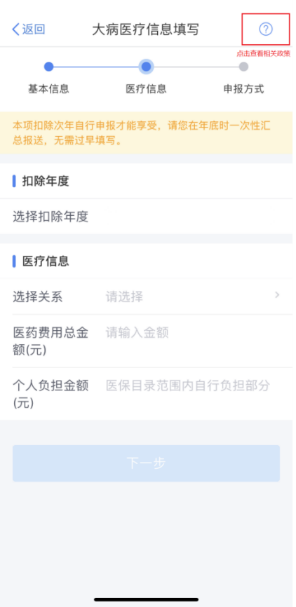 返回
大病医疗信息填写
点击查看相关政策
基本信息
医疗信息
申报方式
本项扣除次年自行申报才能享受，请您在年底时一次性汇
总报送，无需过早填写。
扣除年度
选择扣除年度
医疗信息
选择关系 请选择
医药费用总金 请输入金额
额(元)
个人负担金额 医保目录范围内自行负担部分
(元)
下一步